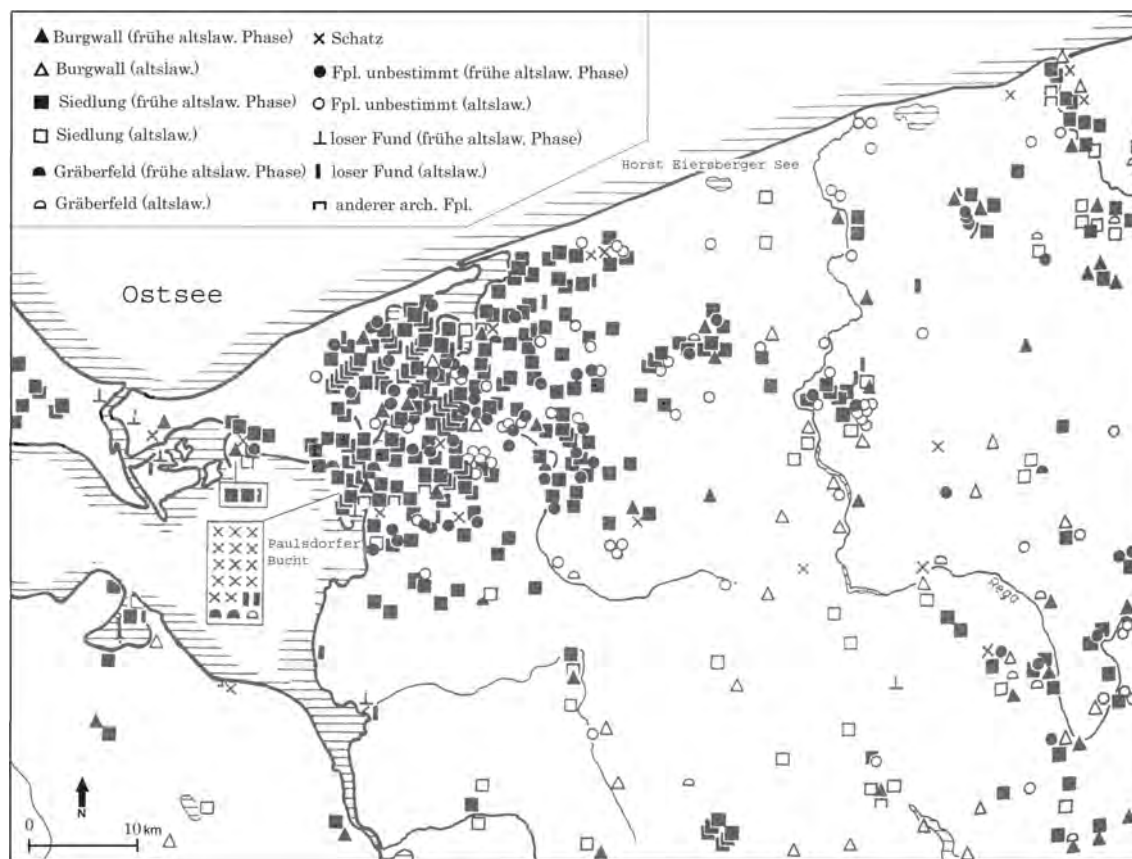 Burgwall (frühe altslaw. Phase)
Burgwall (altslaw.)
Siedlung (frühe altslaw. Phase)
Siedlung (altslaw.)
Gräberfeld (frühe altslaw. Phase)
Gräberfeld (altslaw.)
Schatz
Fpl. unbestimmt (frühe altslaw. Phase)
Fpl. unbestimmt (altslaw.)
loser Fund (frühe altslaw. Phase)
loser Fund (altslaw.)
anderer arch. Fpl.
Horst Eiersberger See
Ostsee
Paulsdorfer
Bucht
Rega
N
0 10 km